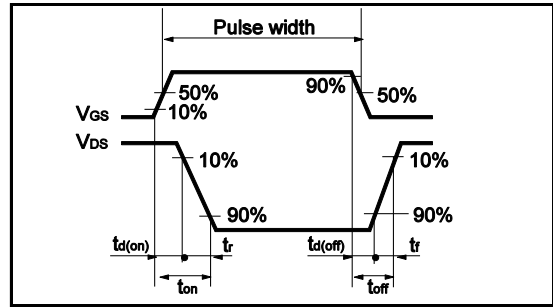 Pulse width
90%
50%
50%
10%
VGS
VDS
10%
10%
90%
90%
td(on)
tr
td(off)
tf
ton
toff